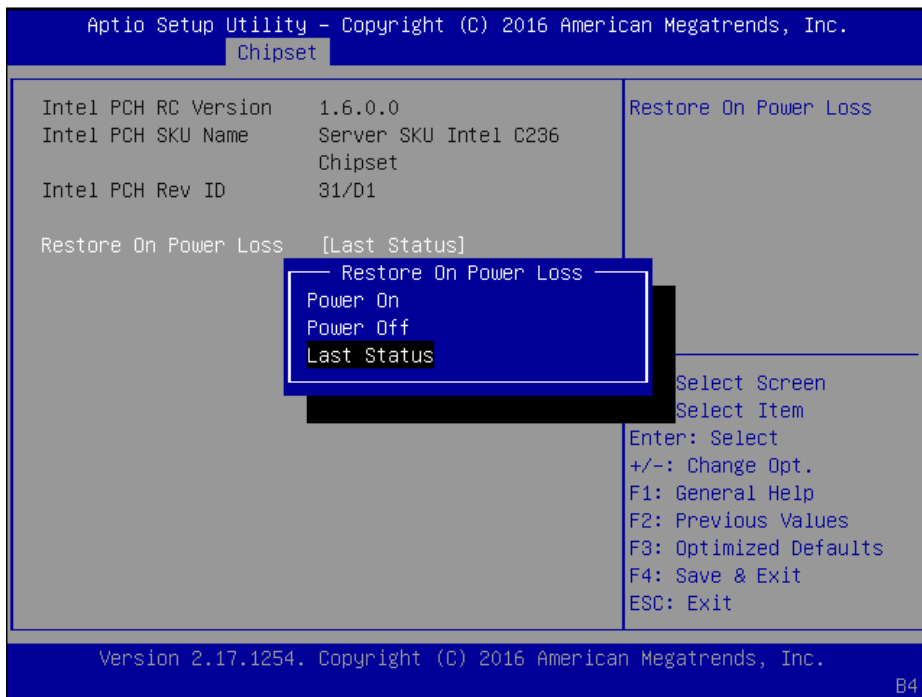 Aptio Setup Utility – Copyright (C) 2016 American Megatrends, Inc.
Chipset
Intel PCH RC Version 1.6.0.0
Intel PCH SKU Name Server SKU Intel C236
Chipset
Intel PCH Rev ID 31/D1
Restore On Power Loss [Last Status]
Restore On Power Loss
Power On
Power Off
Last Status
Restore On Power Loss
Select Screen
Select Item
Enter: Select
+/-: Change Opt.
F1: General Help
F2: Previous Values
F3: Optimized Defaults
F4: Save & Exit
ESC: Exit
Version 2.17.1254. Copyright (C) 2016 American Megatrends, Inc.
B4